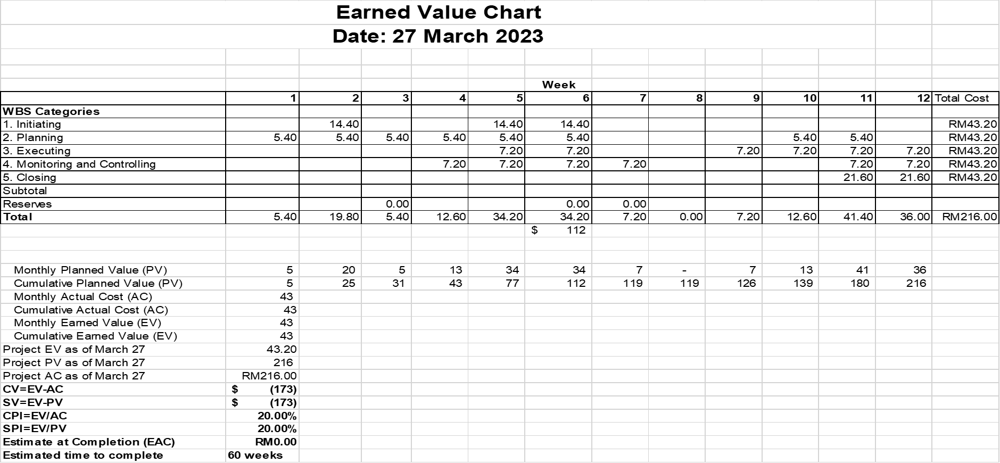 Earned Value Chart
Date: 27 March 2023
Week
1 2 3 4 5 6 7 8 9 10 11 12 Total Cost
WBS Categories
1. Initiating 14.40 14.40 14.40 RM43.20
2. Planning 5.40 5.40 5.40 5.40 5.40 5.40 5.40 5.40 RM43.20
3. Executing 7.20 7.20 7.20 7.20 7.20 7.20 RM43.20
4. Monitoring and Controlling 7.20 7.20 7.20 7.20 7.20 7.20 RM43.20
5. Closing 21.60 21.60 RM43.20
Subtotal
Reserves 0.00 0.00 0.00
Total 5.40 19.80 5.40 12.60 34.20 34.20 7.20 0.00 7.20 12.60 41.40 36.00 RM216.00
$ 112
Monthly Planned Value (PV) 5 20 5 13 34 34 7 - 7 13 41 36
Cumulative Planned Value (PV) 5 25 31 43 77 112 119 119 126 139 180 216
Monthly Actual Cost (AC) 43
Cumulative Actual Cost (AC) 43
Monthly Earned Value (EV) 43
Cumulative Earned Value (EV) 43
Project EV as of March 27 43.20
Project PV as of March 27 216
Project AC as of March 27 RM216.00
CV=EV-AC $ (173)
SV=EV-PV $ (173)
CPI=EV/AC 20.00%
SPI=EV/PV 20.00%
Estimate at Completion (EAC) RM0.00
Estimated time to complete 60 weeks